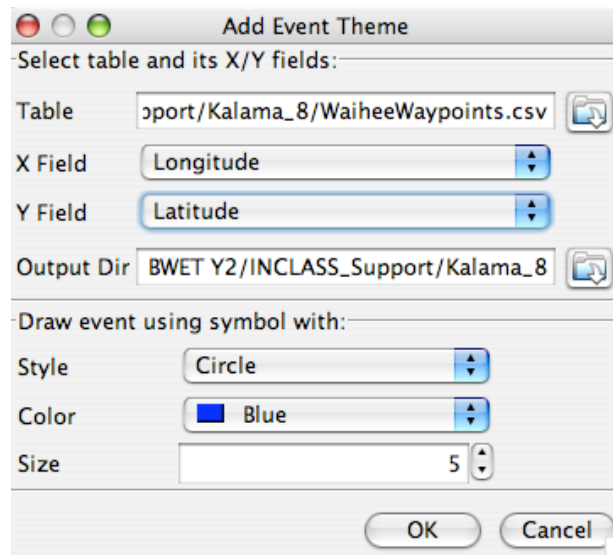 Add Event Theme
Select table and its X/Y fields:
Table pport/Kalama_8/WaiheeWaypoints.csv
X Field Longitude
Y Field Latitude
Output Dir BWET Y2/INCLASS_Support/Kalama_8
Draw event using symbol with:
Style Circle
Color Blue
Size 5
OK Cancel